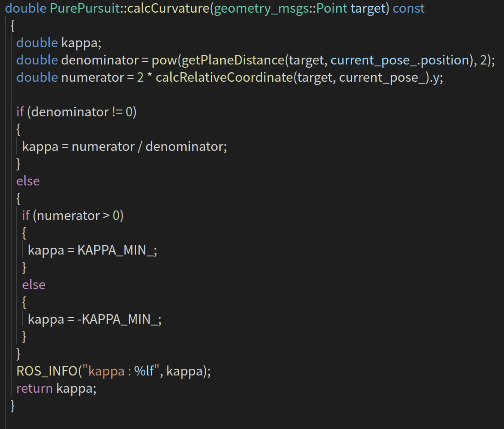 double PurePursuit::calcCurvature(geometry_msgs::Point target) const
{
double kappa;
double denominator = pow(getPlaneDistance(target, current_pose_.position), 2);
double numerator = 2 * calcRelativeCoordinate(target, current_pose_).y;
if (denominator != 0)
{
kappa = numerator / denominator;
}
else
{
if (numerator > 0)
{
kappa = KAPPA_MIN_;
}
else
{
kappa = -KAPPA_MIN_;
}
}
ROS_INFO("kappa : %lf", kappa);
return kappa;
}